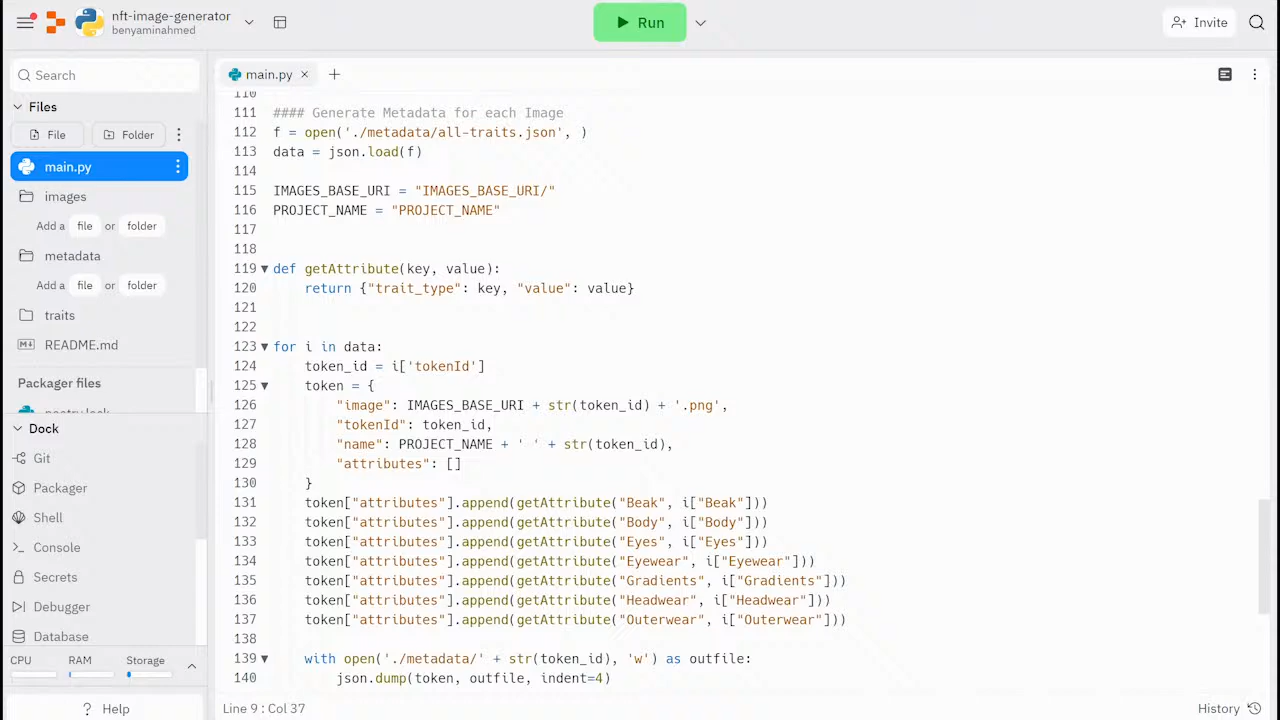 nft-image-generator
benyaminahmed
Run
Invite
Search
main.py
Files
File
Folder
main.py
images
Add a file or folder
metadata
Add a file or folder
traits
README.md
Packager files
poetry.lock
Dock
Git
Packager
Shell
Console
Secrets
Debugger
Database
CPU RAM Storage
? Help
110
111 #### Generate Metadata for each Image
112 f = open('./metadata/all-traits.json', )
113 data = json.load(f)
114
115 IMAGES_BASE_URI = "IMAGES_BASE_URI/"
116 PROJECT_NAME = "PROJECT_NAME"
117
118
119 def getAttribute(key, value):
120 return {"trait_type": key, "value": value}
121
122
123 for i in data:
124 token_id = i['tokenId']
125 token = {
126 "image": IMAGES_BASE_URI + str(token_id) + '.png',
127 "tokenId": token_id,
128 "name": PROJECT_NAME + ' ' + str(token_id),
129 "attributes": []
130 }
131 token["attributes"].append(getAttribute("Beak", i["Beak"]))
132 token["attributes"].append(getAttribute("Body", i["Body"]))
133 token["attributes"].append(getAttribute("Eyes", i["Eyes"]))
134 token["attributes"].append(getAttribute("Eyewear", i["Eyewear"]))
135 token["attributes"].append(getAttribute("Gradients", i["Gradients"]))
136 token["attributes"].append(getAttribute("Headwear", i["Headwear"]))
137 token["attributes"].append(getAttribute("Outerwear", i["Outerwear"]))
138
139 with open('./metadata/' + str(token_id), 'w') as outfile:
140 json.dump(token, outfile, indent=4)
Line 9 : Col 37
History